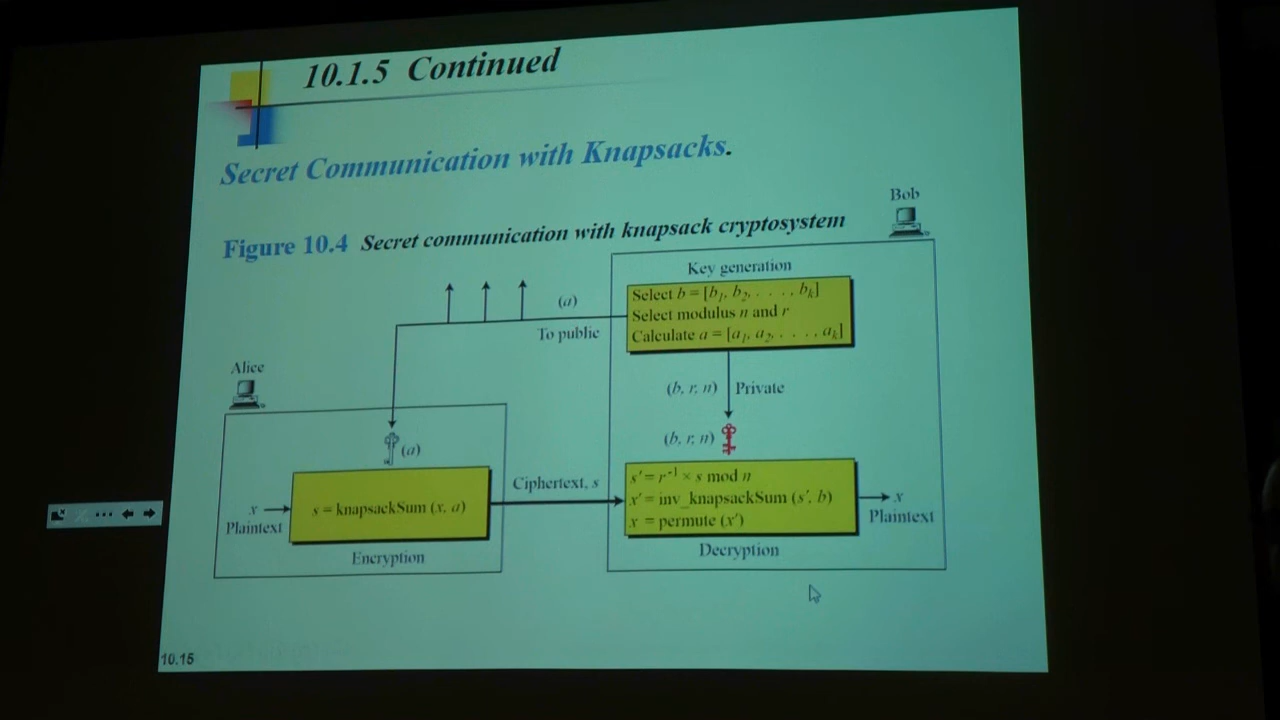 10.1.5 Continued
Secret Communication with Knapsacks.
Figure 10.4 Secret communication with knapsack cryptosystem
Bob
Key generation
Select b = [b1, b2, . . . , bk]
Select modulus n and r
Calculate a = [a1, a2, . . . , ak]
(a)
To public
Alice
(b, r, n) Private
(b, r, n)
(a)
s' = r⁻¹ × s mod n
x' = inv_knapsackSum (s', b)
x = permute (x')
Ciphertext, s
s = knapsackSum (x, a)
x
Plaintext
x
Plaintext
Encryption
Decryption
10.15